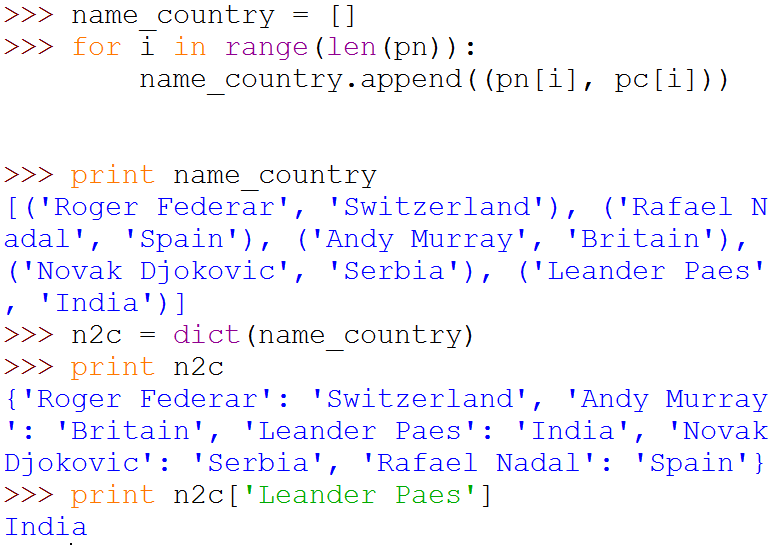 >>> name_country = []
>>> for i in range(len(pn)):
        name_country.append((pn[i], pc[i]))
>>> print name_country
[('Roger Federar', 'Switzerland'), ('Rafael N
adal', 'Spain'), ('Andy Murray', 'Britain'),
('Novak Djokovic', 'Serbia'), ('Leander Paes'
, 'India')]
>>> n2c = dict(name_country)
>>> print n2c
{'Roger Federar': 'Switzerland', 'Andy Murray
': 'Britain', 'Leander Paes': 'India', 'Novak
Djokovic': 'Serbia', 'Rafael Nadal': 'Spain'}
>>> print n2c['Leander Paes']
India